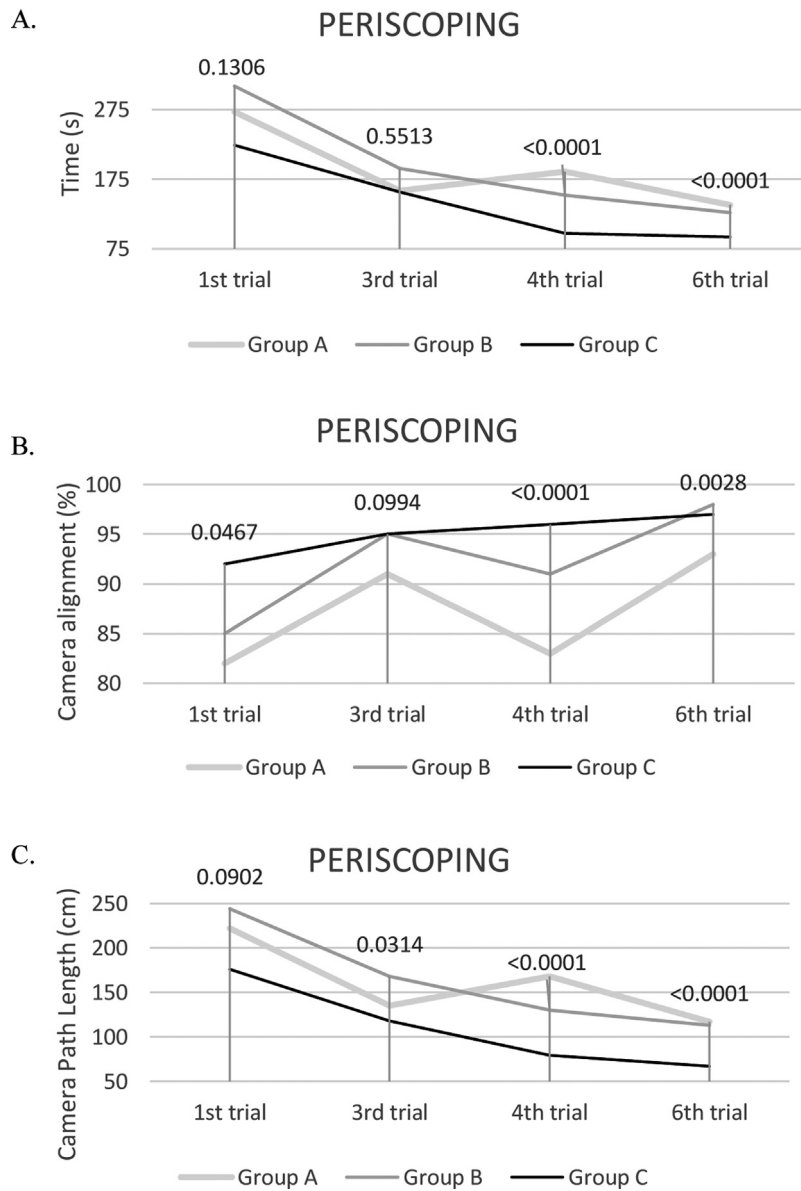 A.
PERISCOPING
0.1306
0.5513
<0.0001
<0.0001
Time (s)
275
175
75
1st trial 3rd trial 4th trial 6th trial
Group A Group B Group C
B.
PERISCOPING
0.0467
0.0994
<0.0001
0.0028
Camera alignment (%)
100
95
90
85
80
1st trial 3rd trial 4th trial 6th trial
Group A Group B Group C
C.
PERISCOPING
0.0902
0.0314
<0.0001
<0.0001
Camera Path Length (cm)
250
200
150
100
50
1st trial 3rd trial 4th trial 6th trial
Group A Group B Group C